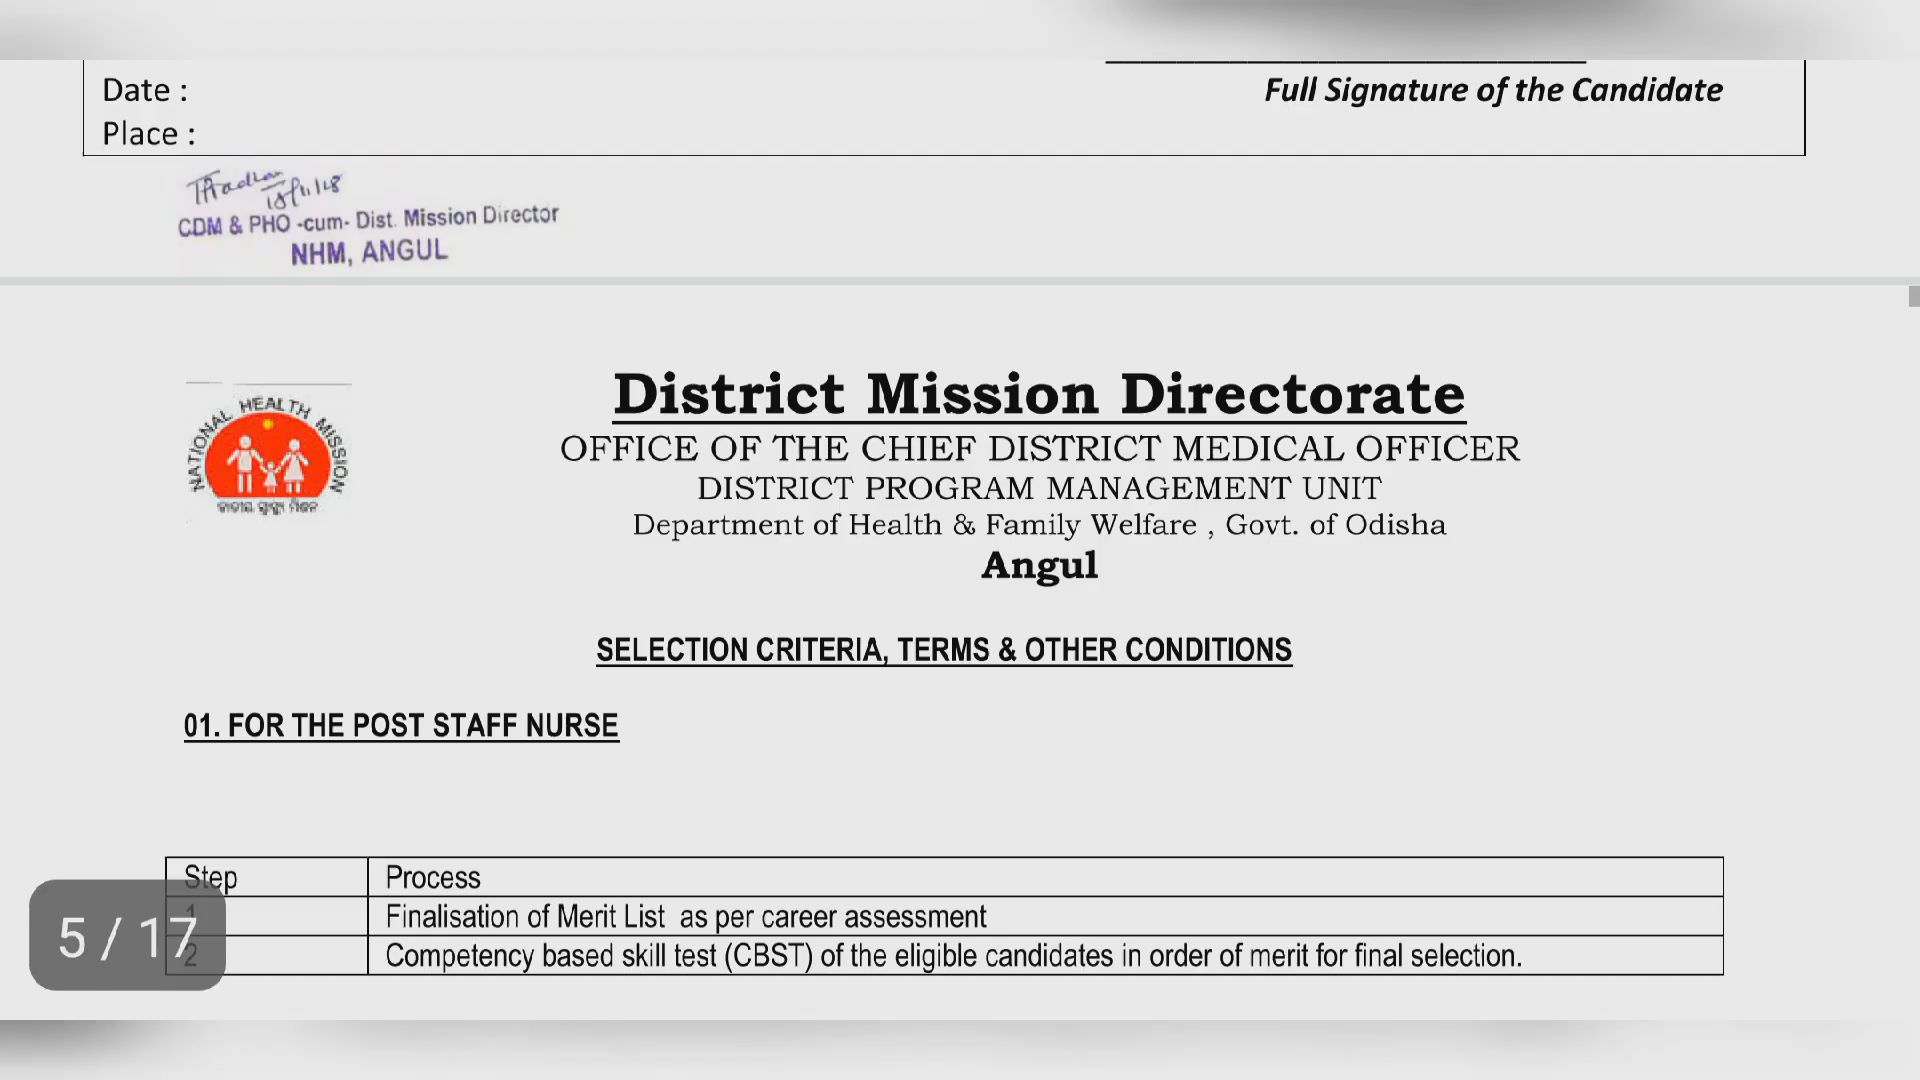 Date :
Full Signature of the Candidate
Place :
CDM & PHO -cum- Dist. Mission Director
NHM, ANGUL
NATIONAL HEALTH MISSION
District Mission Directorate
OFFICE OF THE CHIEF DISTRICT MEDICAL OFFICER
DISTRICT PROGRAM MANAGEMENT UNIT
Department of Health & Family Welfare , Govt. of Odisha
Angul
SELECTION CRITERIA, TERMS & OTHER CONDITIONS
01. FOR THE POST STAFF NURSE
Step Process
1 Finalisation of Merit List as per career assessment
2 Competency based skill test (CBST) of the eligible candidates in order of merit for final selection.
5 / 17